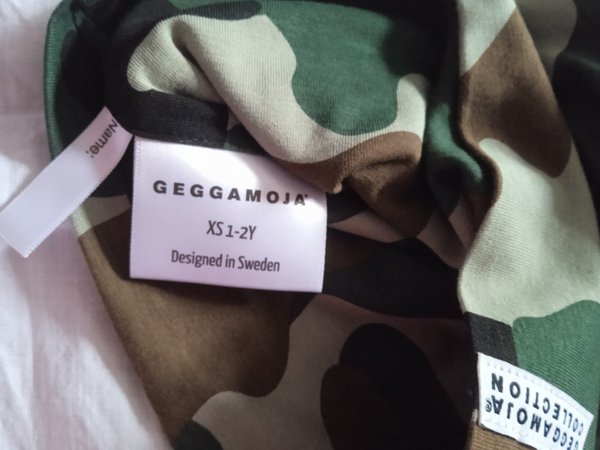 Name:
GEGGAMOJA®
XS 1-2Y
Designed in Sweden
GEGGAMOJA®
COLLECTION